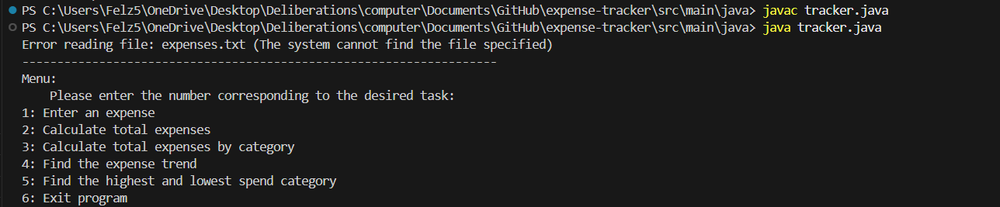 PS C:\Users\Felz5\OneDrive\Desktop\Deliberations\computer\Documents\GitHub\expense-tracker\src\main\java> javac tracker.java
PS C:\Users\Felz5\OneDrive\Desktop\Deliberations\computer\Documents\GitHub\expense-tracker\src\main\java> java tracker.java
Error reading file: expenses.txt (The system cannot find the file specified)
--------------------------------------------------------------------
Menu:
    Please enter the number corresponding to the desired task:
1: Enter an expense
2: Calculate total expenses
3: Calculate total expenses by category
4: Find the expense trend
5: Find the highest and lowest spend category
6: Exit program